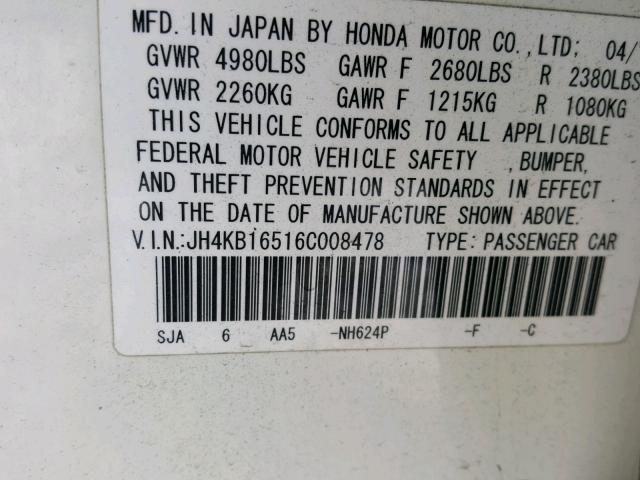 MFD. IN JAPAN BY HONDA MOTOR CO., LTD; 04/
GVWR 4980LBS GAWR F 2680LBS R 2380LBS
GVWR 2260KG GAWR F 1215KG R 1080KG
THIS VEHICLE CONFORMS TO ALL APPLICABLE
FEDERAL MOTOR VEHICLE SAFETY , BUMPER,
AND THEFT PREVENTION STANDARDS IN EFFECT
ON THE DATE OF MANUFACTURE SHOWN ABOVE.
V.I.N.:JH4KB16516C008478 TYPE: PASSENGER CAR
SJA 6 AA5 -NH624P -F -C